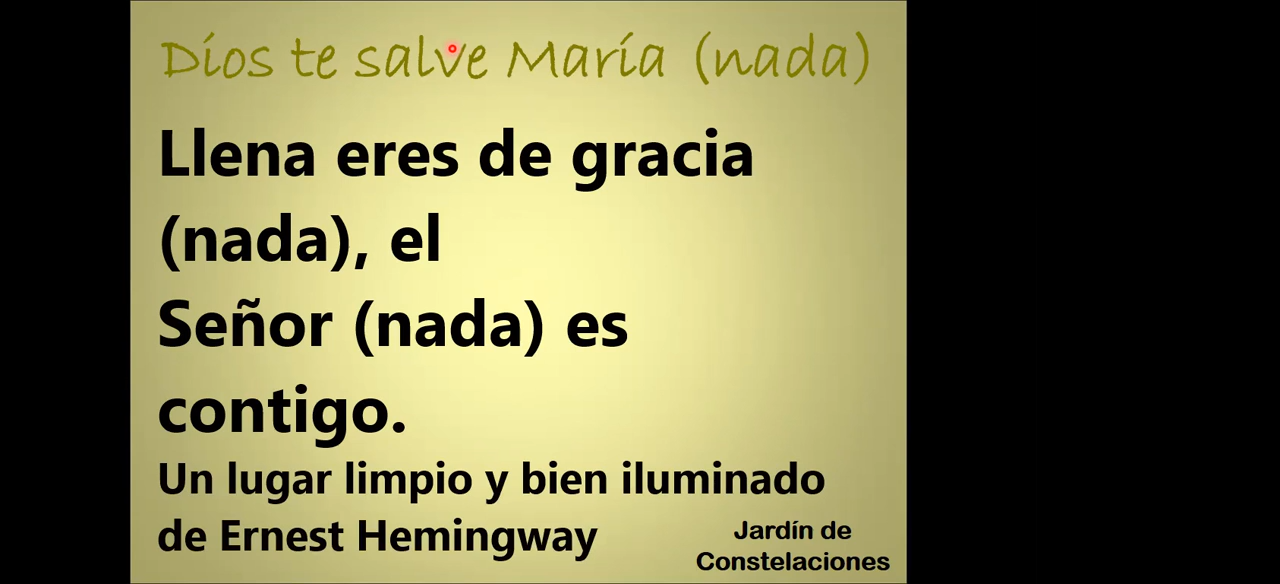 Dios te salve María (nada)
Llena eres de gracia
(nada), el
Señor (nada) es
contigo.
Un lugar limpio y bien iluminado
de Ernest Hemingway
Jardín de
Constelaciones